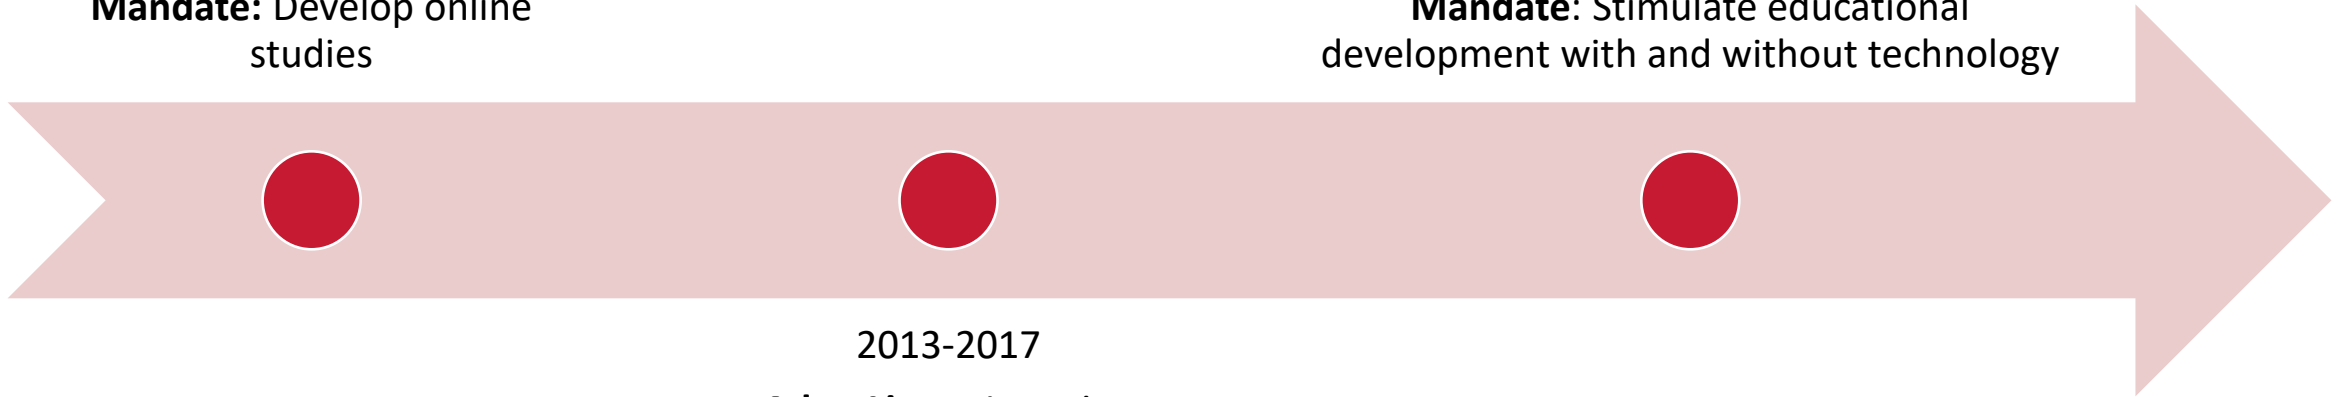 Mandate: Develop online
studies
Mandate: Stimulate educational
development with and without technology
2013-2017